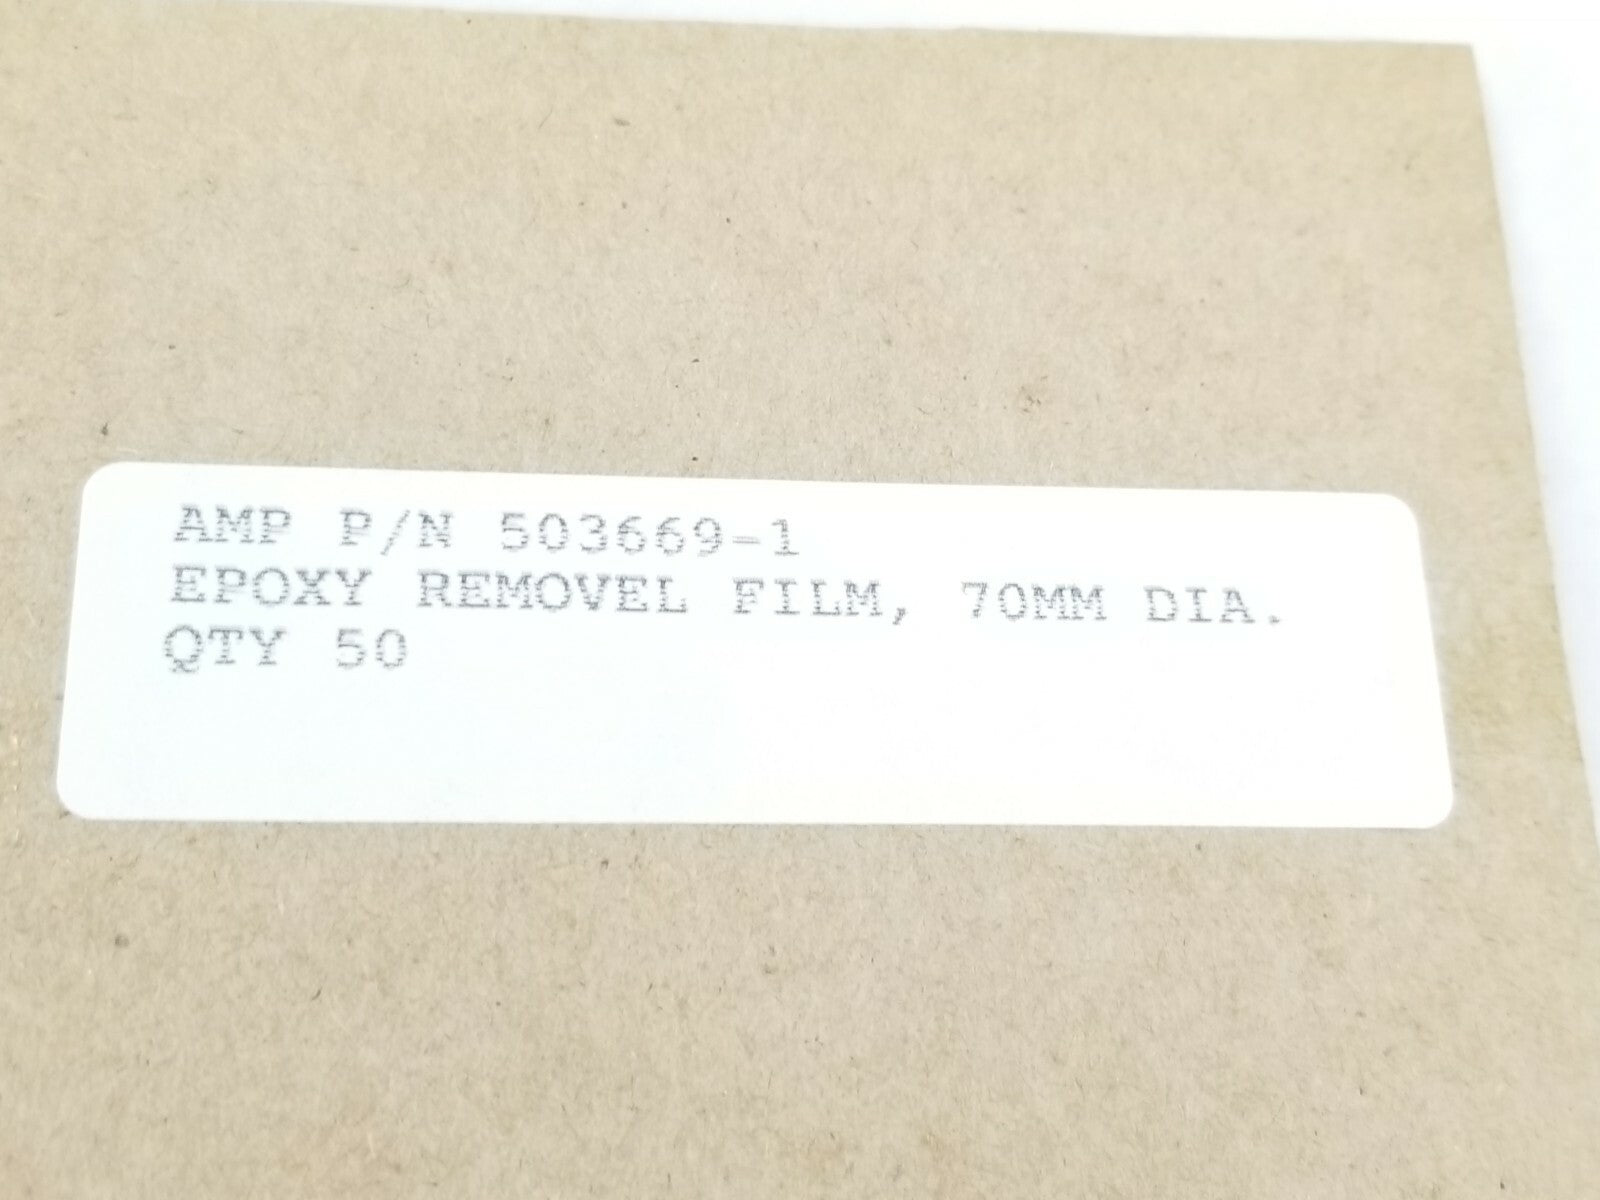 AMP P/N 503669-1
EPOXY REMOVEL FILM, 70MM DIA.
QTY 50